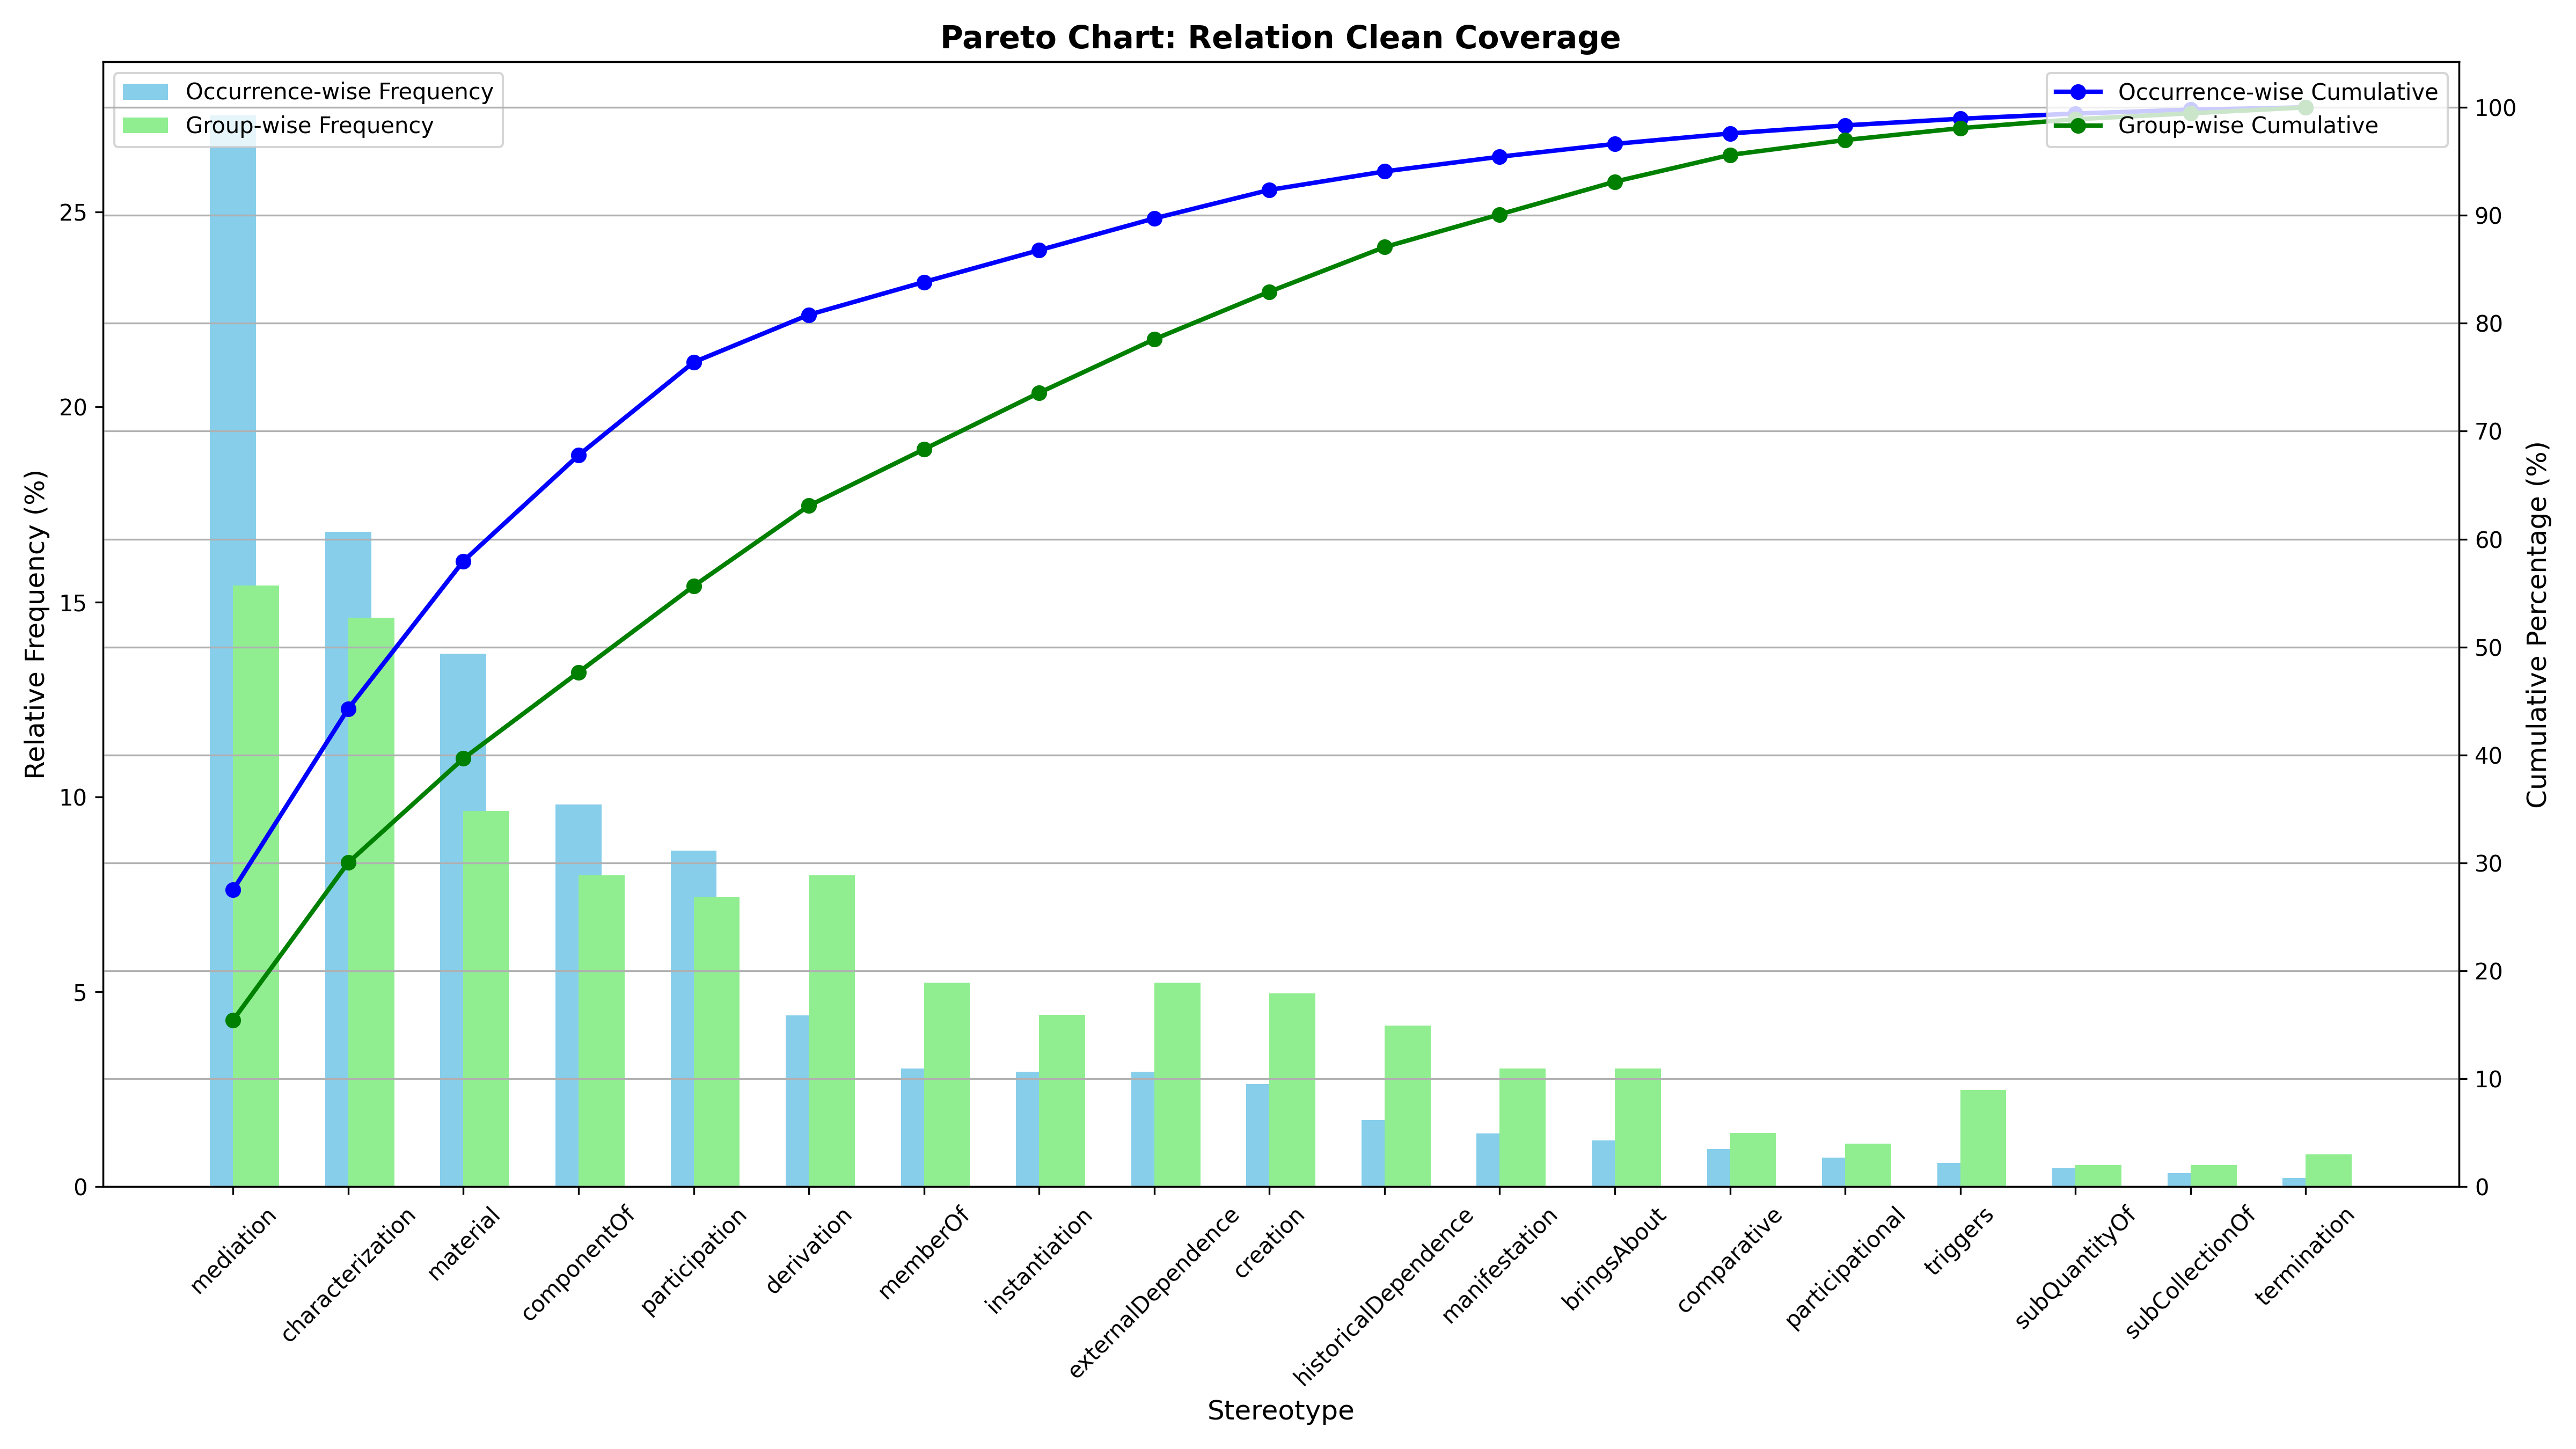 Pareto Chart: Relation Clean Coverage
Occurrence-wise Frequency
Group-wise Frequency
Occurrence-wise Cumulative
Group-wise Cumulative
Relative Frequency (%)
25
20
15
10
5
0
100
90
80
70
60
50
40
30
20
10
0
Cumulative Percentage (%)
mediation
characterization
material
componentOf
participation
derivation
memberOf
instantiation
externalDependence
creation
historicalDependence
manifestation
bringsAbout
comparative
participational
triggers
subQuantityOf
subCollectionOf
termination
Stereotype